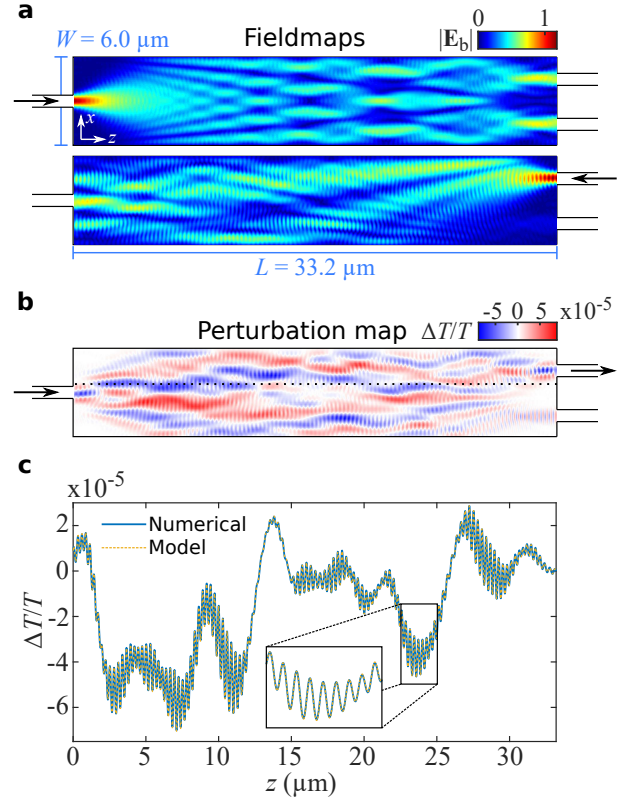 a
W = 6.0 µm
Fieldmaps
|E_b|
0 1
x
z
L = 33.2 µm
b
Perturbation map
ΔT/T
-5 0 5 x10⁻⁵
c
x10⁻⁵
Numerical
Model
2
0
-2
-4
-6
ΔT/T
0 5 10 15 20 25 30
z (µm)